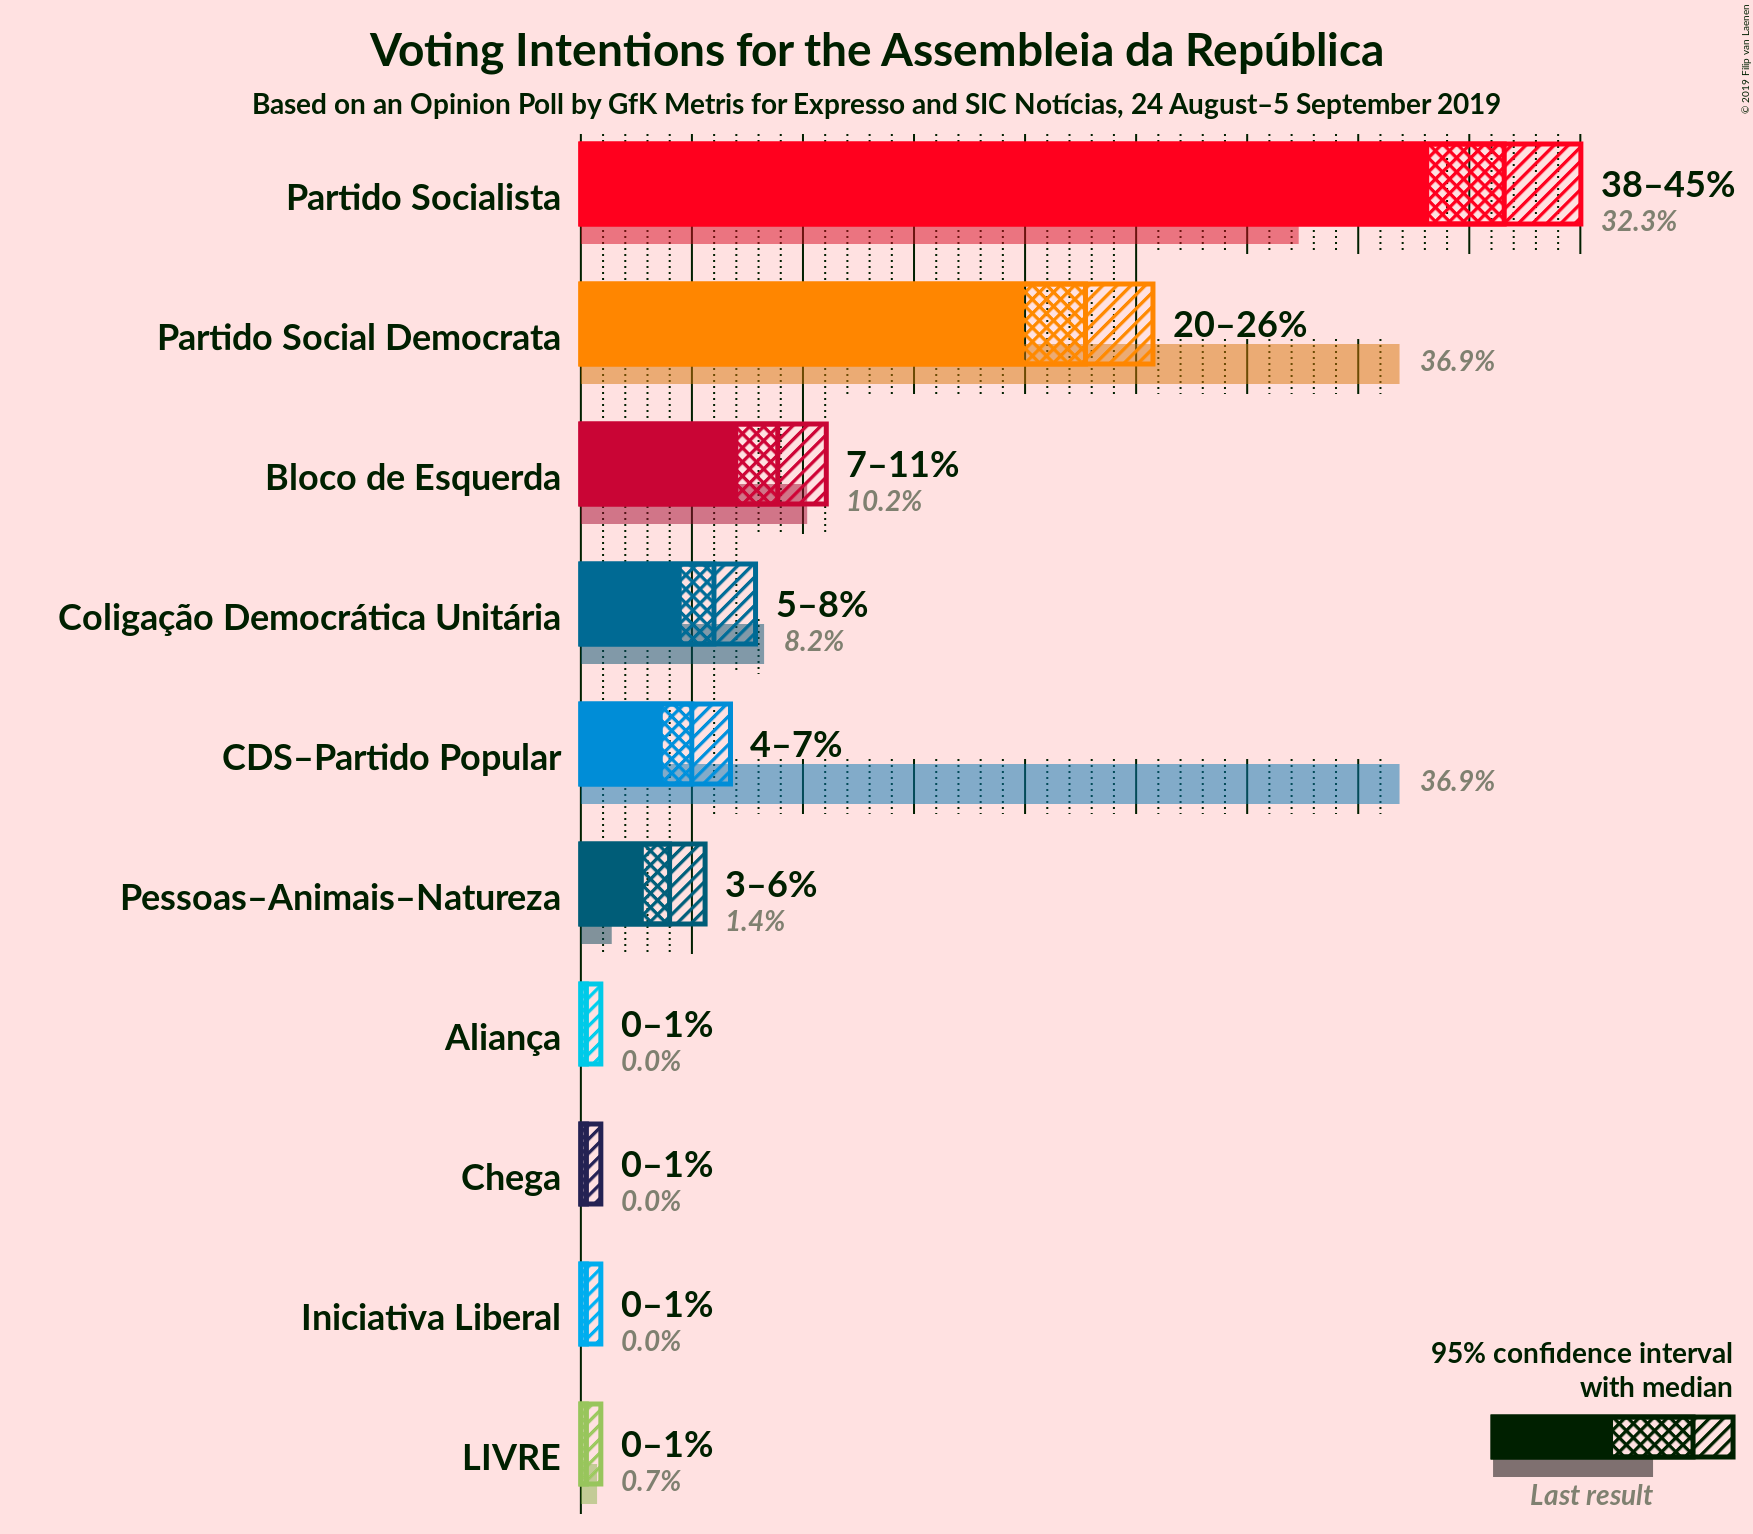 Voting Intentions for the Assembleia da República
Based on an Opinion Poll by GfK Metris for Expresso and SIC Notícias, 24 August–5 September 2019
© 2019 Filip van Laenen
Partido Socialista
38–45%
32.3%
Partido Social Democrata
20–26%
36.9%
Bloco de Esquerda
7–11%
10.2%
Coligação Democrática Unitária
5–8%
8.2%
CDS–Partido Popular
4–7%
36.9%
Pessoas–Animais–Natureza
3–6%
1.4%
Aliança
0–1%
0.0%
Chega
0–1%
0.0%
Iniciativa Liberal
0–1%
0.0%
LIVRE
0–1%
0.7%
95% confidence interval
with median
Last result